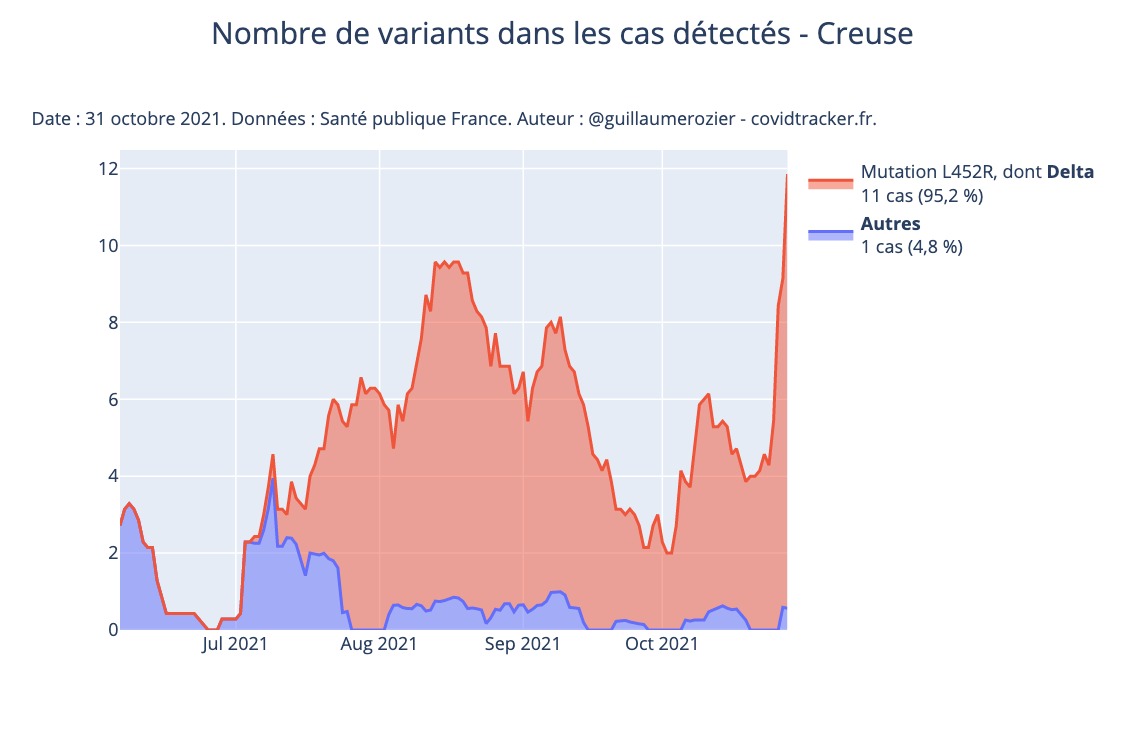 Nombre de variants dans les cas détectés - Creuse
Date : 31 octobre 2021. Données : Santé publique France. Auteur : @guillaumerozier - covidtracker.fr.
12
10
8
6
4
2
0
Jul 2021
Aug 2021
Sep 2021
Oct 2021
Mutation L452R, dont Delta
11 cas (95,2 %)
Autres
1 cas (4,8 %)